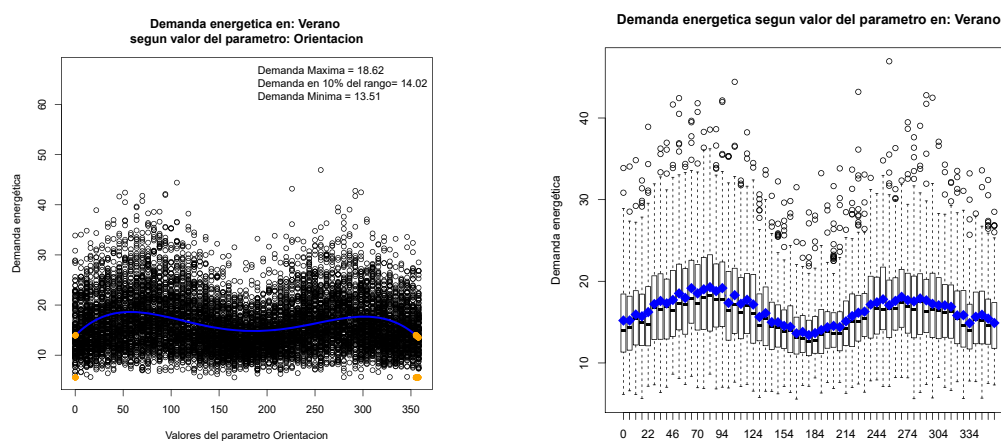 Demanda energetica en: Verano
segun valor del parametro: Orientacion
Demanda Maxima = 18.62
Demanda en 10% del rango= 14.02
Demanda Minima = 13.51
Demanda energética
60
50
40
30
20
10
0 50 100 150 200 250 300 350
Valores del parametro Orientacion
Demanda energetica segun valor del parametro en: Verano
Demanda energética
40
30
20
10
0 22 46 70 94 124 154 184 214 244 274 304 334